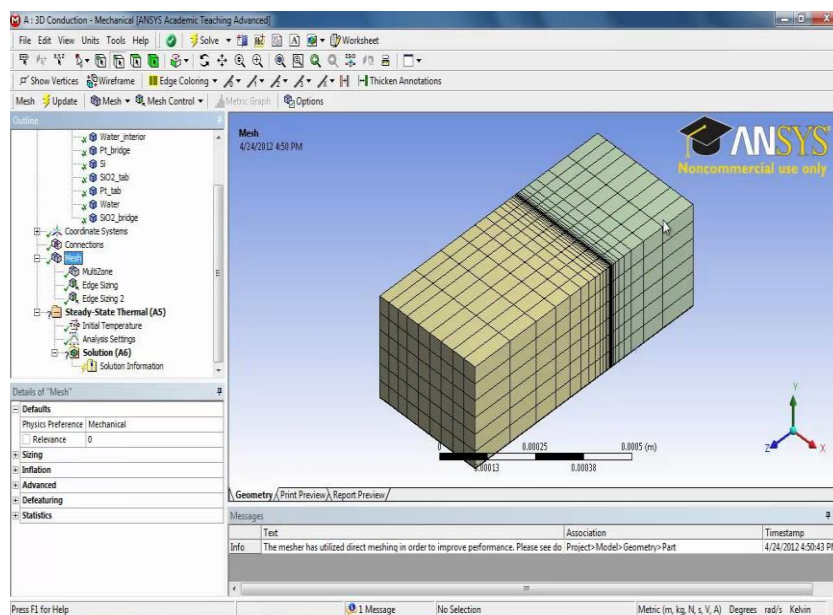 A : 3D Conduction - Mechanical [ANSYS Academic Teaching Advanced]
File Edit View Units Tools Help Solve Worksheet
Show Vertices Wireframe Edge Coloring Thicken Annotations
Mesh Update Mesh Mesh Control Metric Graph Options
Outline
Water_interior
Pt_bridge
Si
SiO2_tab
Pt_tab
Water
SiO2_bridge
Coordinate Systems
Connections
Mesh
MultiZone
Edge Sizing
Edge Sizing 2
Steady-State Thermal (A5)
Initial Temperature
Analysis Settings
Solution (A6)
Solution Information
Details of "Mesh"
Defaults
Physics Preference Mechanical
Relevance 0
Sizing
Inflation
Advanced
Defeaturing
Statistics
Mesh
4/24/2012 4:50 PM
ANSYS
Noncommercial use only
0 0.00025 0.0005 (m)
0.00013 0.00038
Y
Z X
Geometry Print Preview Report Preview
Messages
Text Association Timestamp
Info The mesher has utilized direct meshing in order to improve performance. Please see do Project>Model>Geometry>Part 4/24/2012 4:50:43 PM
Press F1 for Help 1 Message No Selection Metric (m, kg, N, s, V, A) Degrees rad/s Kelvin